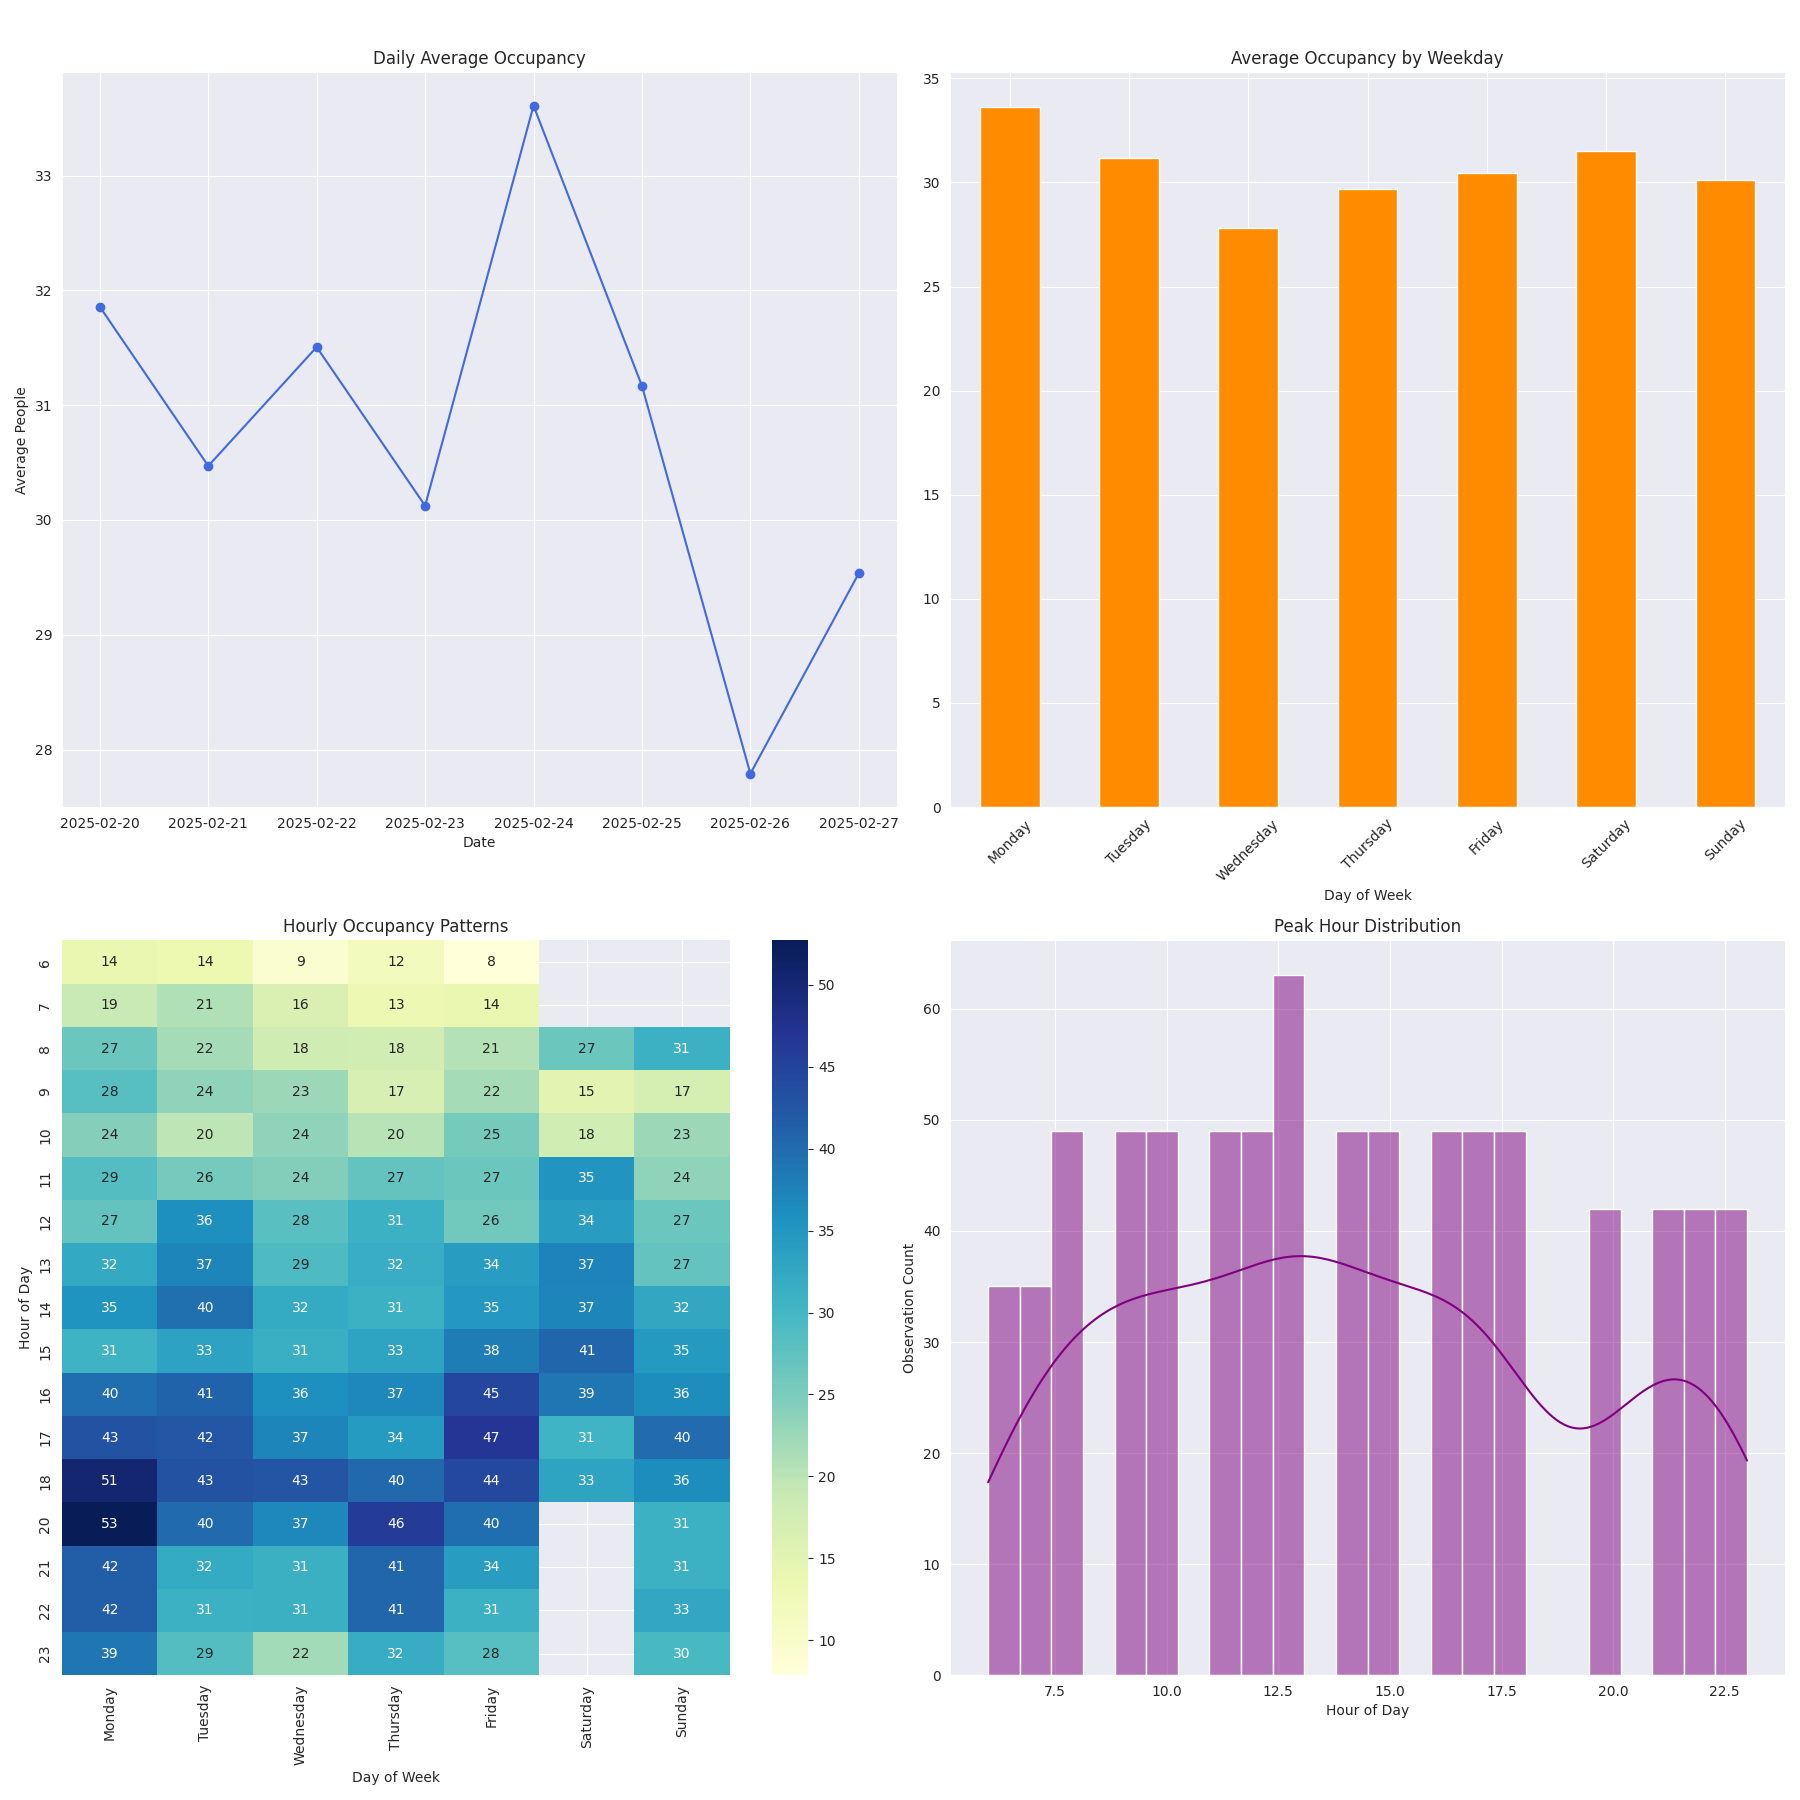 Daily Average Occupancy
Average People
33
32
31
30
29
28
2025-02-20 2025-02-21 2025-02-22 2025-02-23 2025-02-24 2025-02-25 2025-02-26 2025-02-27
Date
Average Occupancy by Weekday
35
30
25
20
15
10
5
0
Monday Tuesday Wednesday Thursday Friday Saturday Sunday
Day of Week
Hourly Occupancy Patterns
Hour of Day
6 14 14 9 12 8
7 19 21 16 13 14
8 27 22 18 18 21 27 31
9 28 24 23 17 22 15 17
10 24 20 24 20 25 18 23
11 29 26 24 27 27 35 24
12 27 36 28 31 26 34 27
13 32 37 29 32 34 37 27
14 35 40 32 31 35 37 32
15 31 33 31 33 38 41 35
16 40 41 36 37 45 39 36
17 43 42 37 34 47 31 40
18 51 43 43 40 44 33 36
20 53 40 37 46 40 31
21 42 32 31 41 34 31
22 42 31 31 41 31 33
23 39 29 22 32 28 30
Monday Tuesday Wednesday Thursday Friday Saturday Sunday
Day of Week
50
45
40
35
30
25
20
15
10
Peak Hour Distribution
Observation Count
60
50
40
30
20
10
0
7.5 10.0 12.5 15.0 17.5 20.0 22.5
Hour of Day